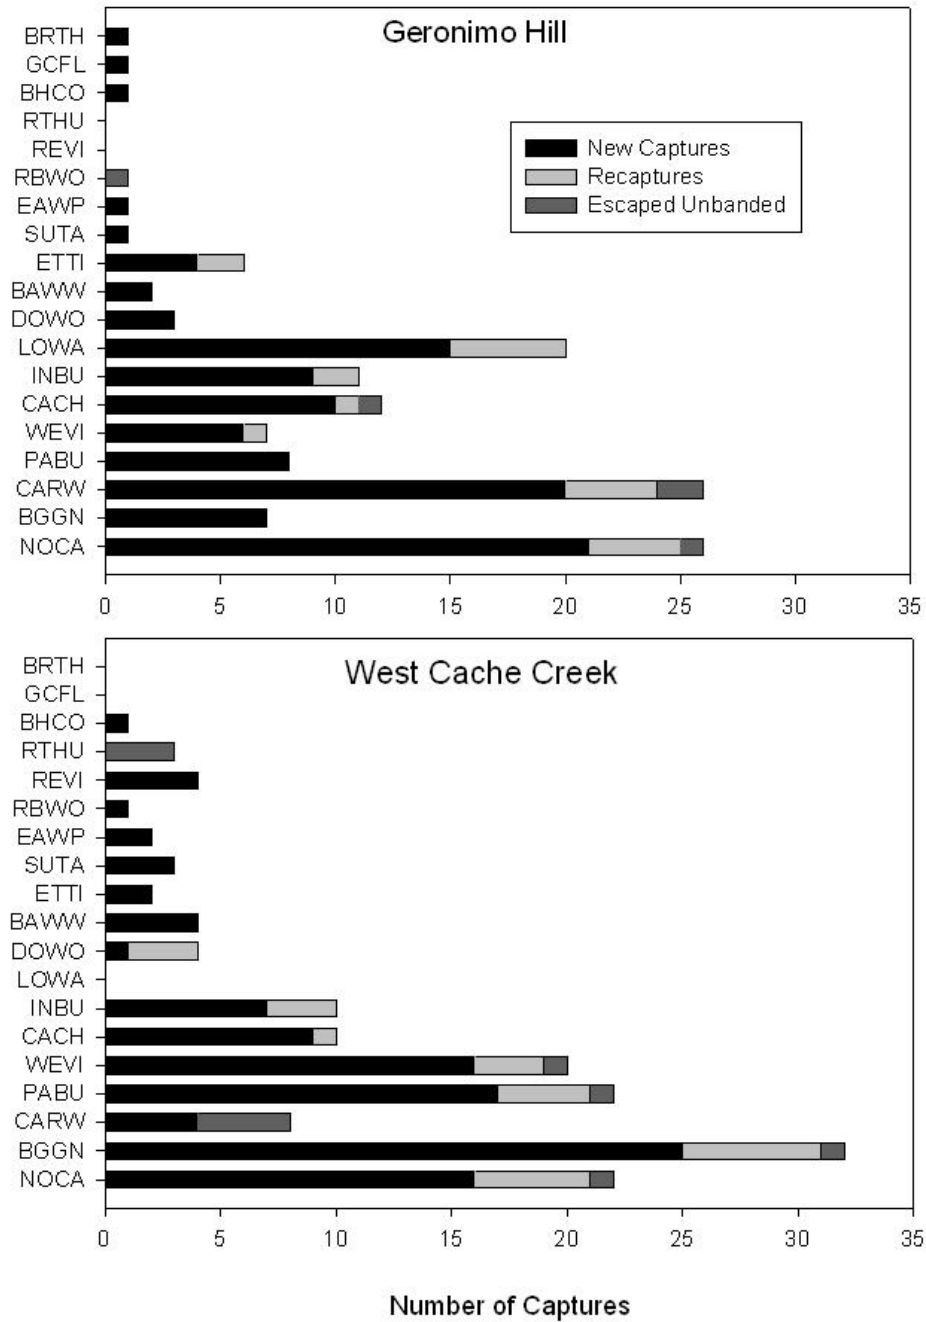 Geronimo Hill
BRTH
GCFL
BHCO
RTHU
REVI
RBWO
EAWP
SUTA
ETTI
BAWW
DOWO
LOWA
INBU
CACH
WEVI
PABU
CARW
BGGN
NOCA
New Captures
Recaptures
Escaped Unbanded
0 5 10 15 20 25 30 35
West Cache Creek
BRTH
GCFL
BHCO
RTHU
REVI
RBWO
EAWP
SUTA
ETTI
BAWW
DOWO
LOWA
INBU
CACH
WEVI
PABU
CARW
BGGN
NOCA
0 5 10 15 20 25 30 35
Number of Captures